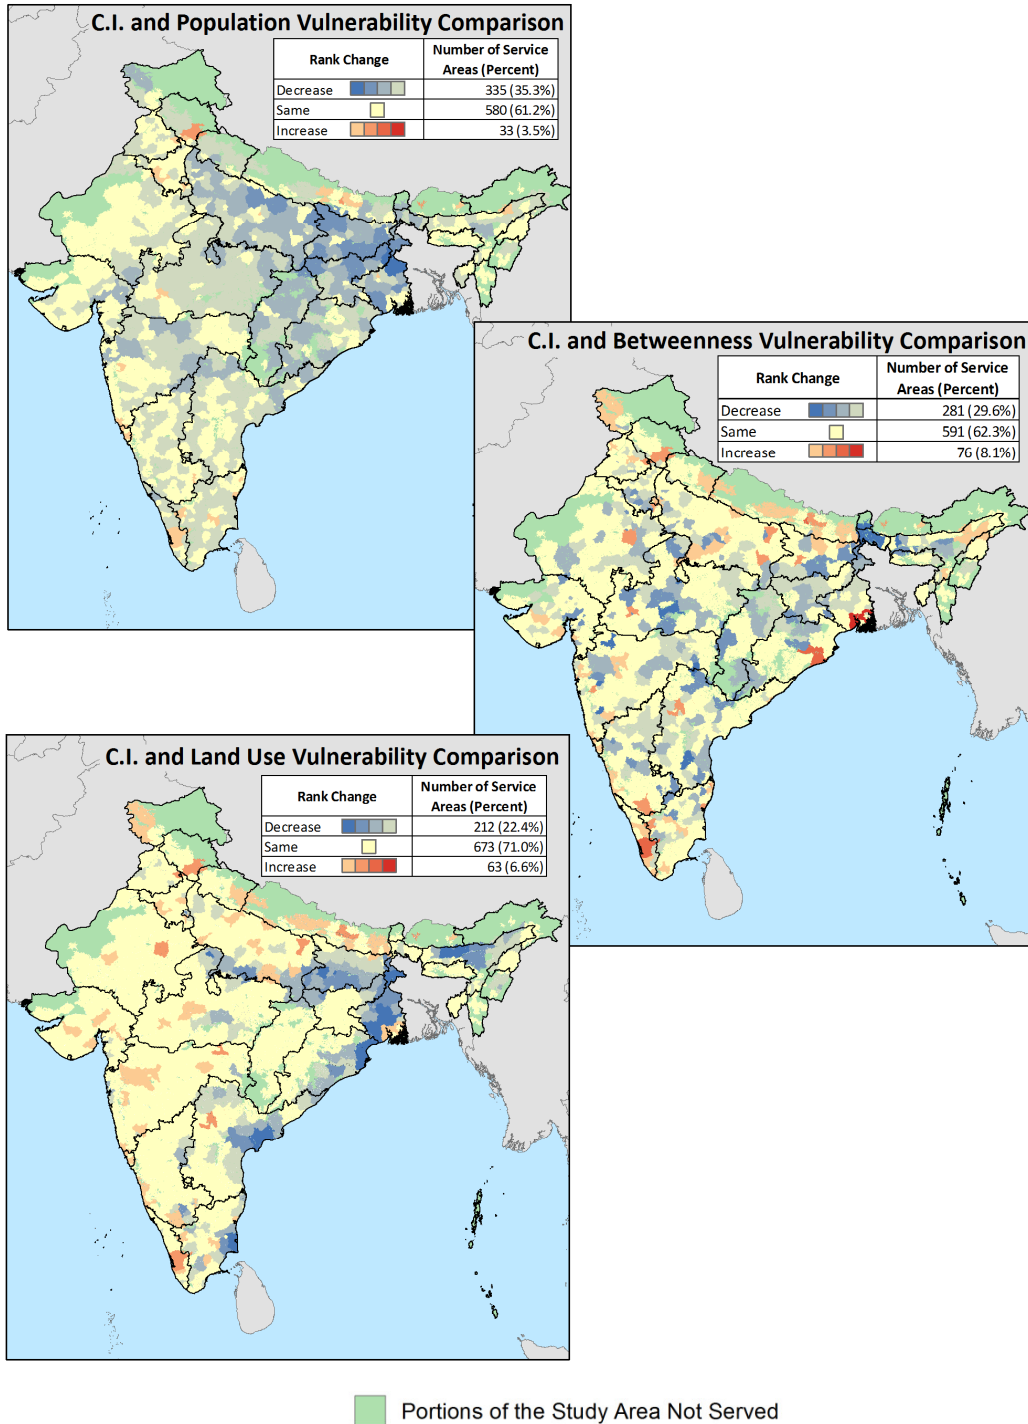 C.I. and Population Vulnerability Comparison
Rank Change
Number of Service
Areas (Percent)
Decrease 335 (35.3%)
Same 580 (61.2%)
Increase 33 (3.5%)
C.I. and Betweenness Vulnerability Comparison
Rank Change
Number of Service
Areas (Percent)
Decrease 281 (29.6%)
Same 591 (62.3%)
Increase 76 (8.1%)
C.I. and Land Use Vulnerability Comparison
Rank Change
Number of Service
Areas (Percent)
Decrease 212 (22.4%)
Same 673 (71.0%)
Increase 63 (6.6%)
Portions of the Study Area Not Served